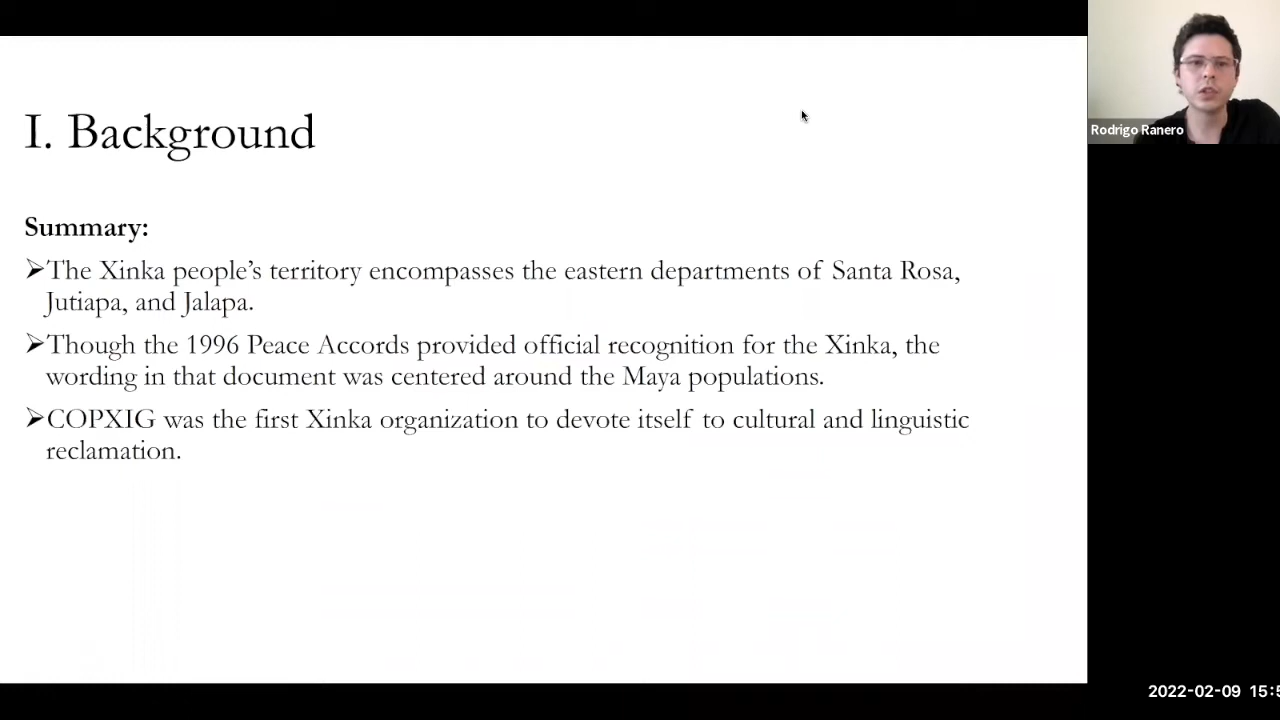 I. Background
Summary:
➢The Xinka people’s territory encompasses the eastern departments of Santa Rosa,
Jutiapa, and Jalapa.
➢Though the 1996 Peace Accords provided official recognition for the Xinka, the
wording in that document was centered around the Maya populations.
➢COPXIG was the first Xinka organization to devote itself to cultural and linguistic
reclamation.
Rodrigo Ranero
2022-02-09